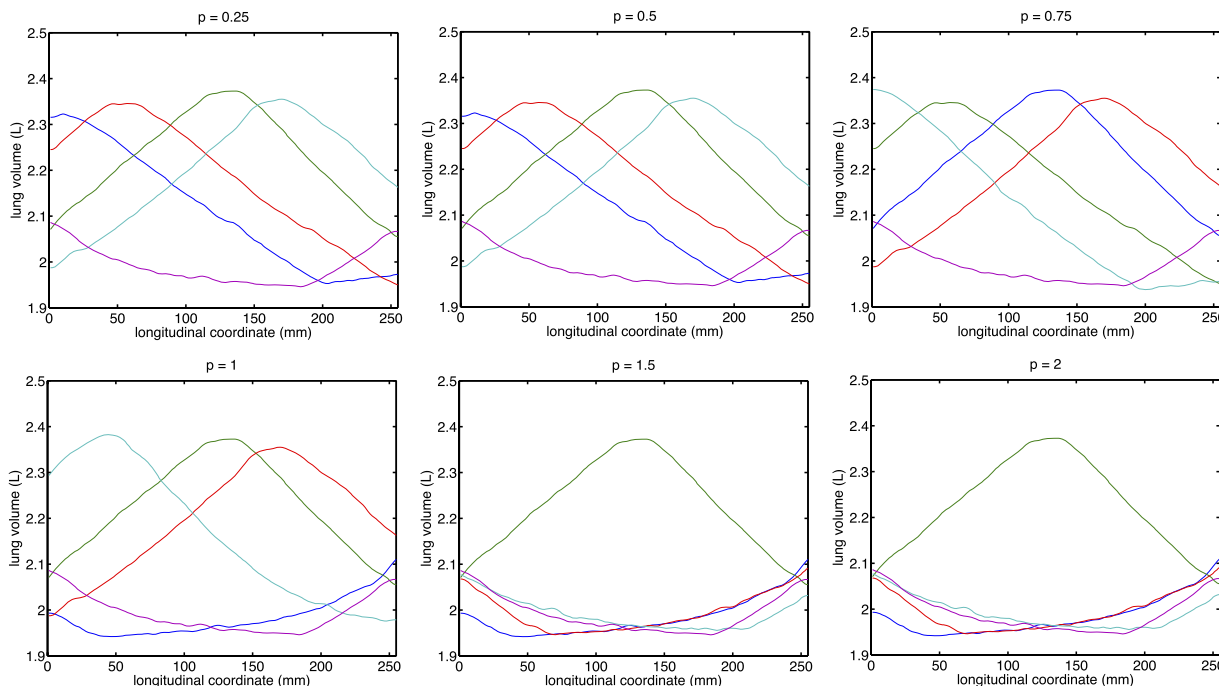 p = 0.25
p = 0.5
p = 0.75
2.5
2.4
2.3
2.2
2.1
2
1.9
lung volume (L)
0 50 100 150 200 250
longitudinal coordinate (mm)
2.5
2.4
2.3
2.2
2.1
2
1.9
lung volume (L)
0 50 100 150 200 250
longitudinal coordinate (mm)
2.5
2.4
2.3
2.2
2.1
2
1.9
lung volume (L)
0 50 100 150 200 250
longitudinal coordinate (mm)
p = 1
p = 1.5
p = 2
2.5
2.4
2.3
2.2
2.1
2
1.9
lung volume (L)
0 50 100 150 200 250
longitudinal coordinate (mm)
2.5
2.4
2.3
2.2
2.1
2
1.9
lung volume (L)
0 50 100 150 200 250
longitudinal coordinate (mm)
2.5
2.4
2.3
2.2
2.1
2
1.9
lung volume (L)
0 50 100 150 200 250
longitudinal coordinate (mm)